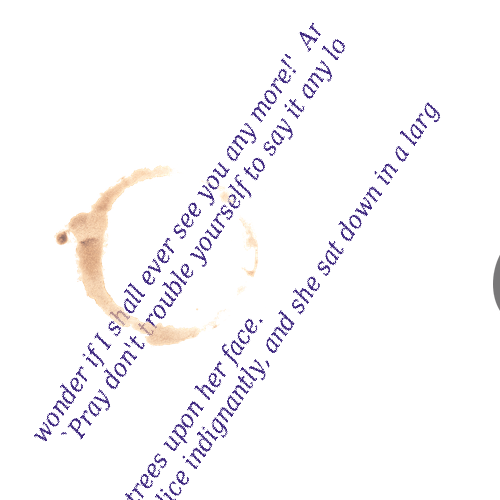 wonder if I shall ever see you any more!' Ar
`Pray don't trouble yourself to say it any lo
trees upon her face.
lice indignantly, and she sat down in a larg